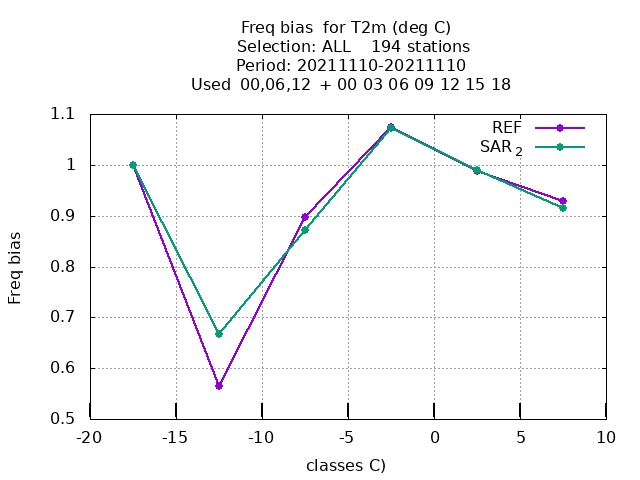 Freq bias  for T2m (deg C)
Selection: ALL    194 stations
Period: 20211110-20211110
Used  00,06,12  + 00 03 06 09 12 15 18
1.1
1
0.9
0.8
0.7
0.6
0.5
-20
-15
-10
-5
0
5
10
Freq bias
classes C)
REF
SAR 2